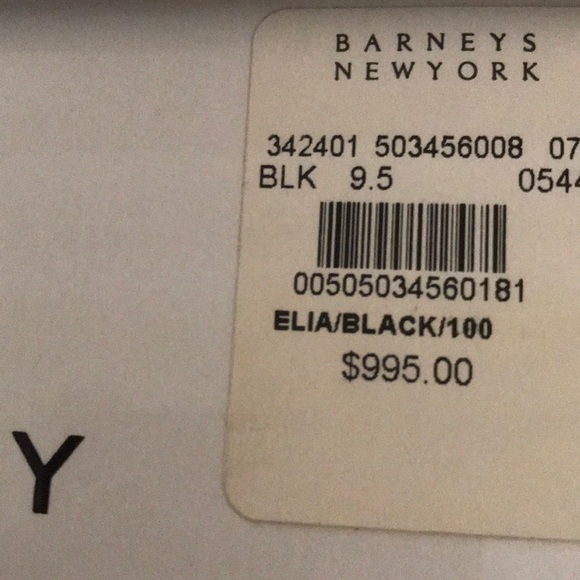 BARNEYS
NEWYORK
342401 503456008 07
BLK 9.5 0544
00505034560181
ELIA/BLACK/100
$995.00
Y